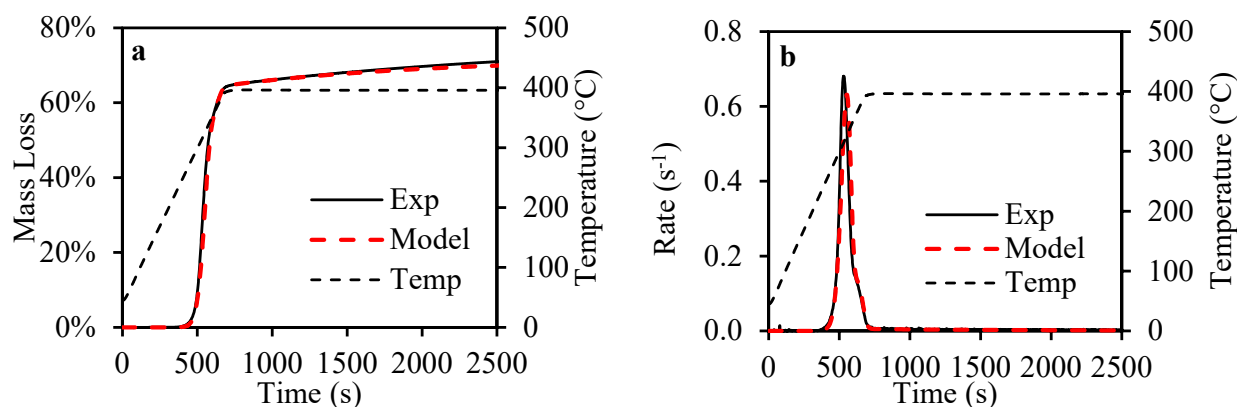 a
80%
60%
40%
20%
0%
Mass Loss
500
400
300
200
100
0
Temperature (°C)
Exp
Model
Temp
0 500 1000 1500 2000 2500
Time (s)
b
0.8
0.6
0.4
0.2
0.0
Rate (s-1)
500
400
300
200
100
0
Temperature (°C)
Exp
Model
Temp
0 500 1000 1500 2000 2500
Time (s)